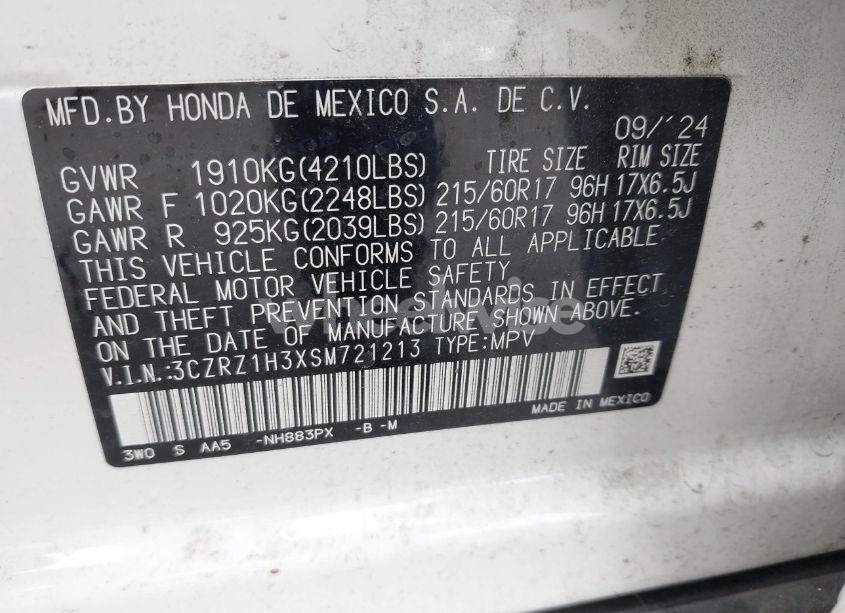 MFD.BY HONDA DE MEXICO S.A. DE C.V.
09/'24
GVWR 1910KG(4210LBS) TIRE SIZE RIM SIZE
GAWR F 1020KG(2248LBS) 215/60R17 96H 17X6.5J
GAWR R 925KG(2039LBS) 215/60R17 96H 17X6.5J
THIS VEHICLE CONFORMS TO ALL APPLICABLE
FEDERAL MOTOR VEHICLE SAFETY
AND THEFT PREVENTION STANDARDS IN EFFECT
ON THE DATE OF MANUFACTURE SHOWN ABOVE.
V.I.N.:3CZRZ1H3XSM721213 TYPE:MPV
3W0 S AA5 -NH883PX -B -M
MADE IN MEXICO